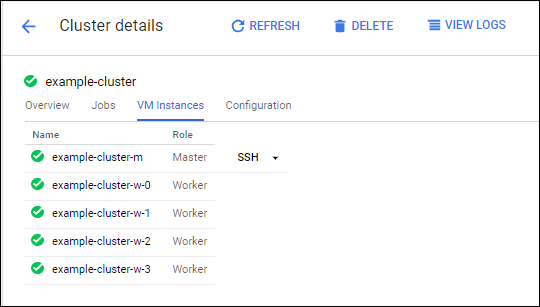 Cluster details REFRESH DELETE VIEW LOGS
example-cluster
Overview Jobs VM Instances Configuration
Name Role
example-cluster-m Master SSH
example-cluster-w-0 Worker
example-cluster-w-1 Worker
example-cluster-w-2 Worker
example-cluster-w-3 Worker